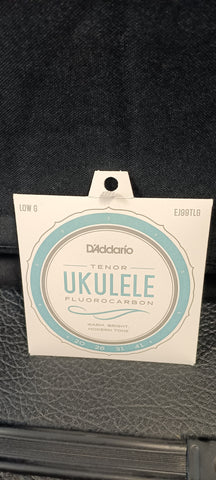 LOW G
EJ99TLG
D'Addario
TENOR
UKULELE
FLUOROCARBON
WARM, BRIGHT,
MODERN TONE